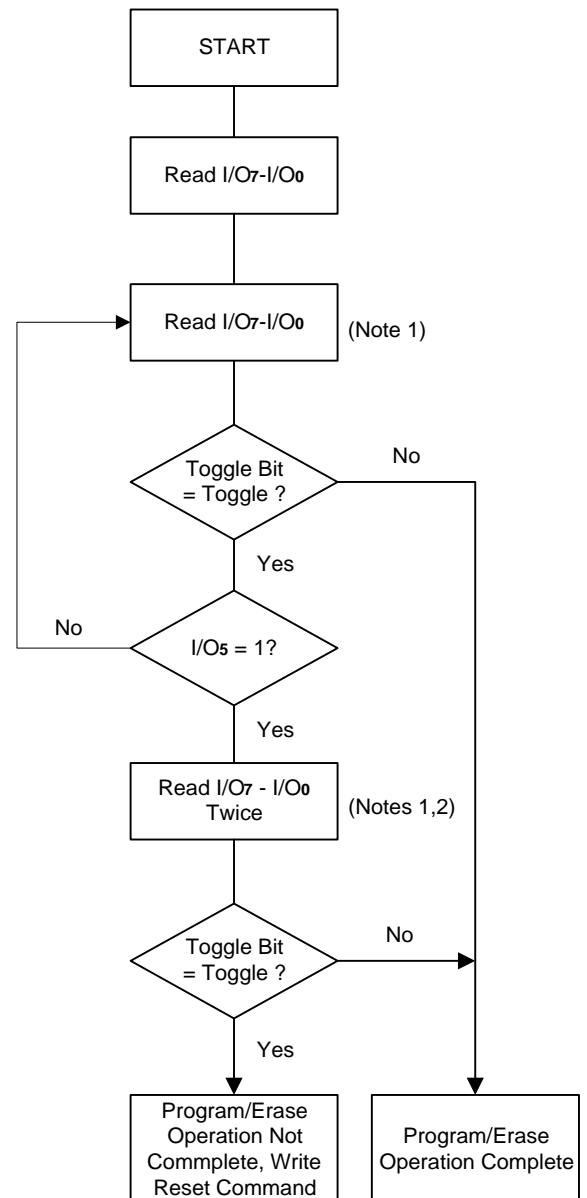 START
Read I/O7-I/O0
Read I/O7-I/O0
(Note 1)
Toggle Bit
= Toggle ?
No
Yes
No
I/O5 = 1?
Yes
Read I/O7 - I/O0
Twice
(Notes 1,2)
Toggle Bit
= Toggle ?
No
Yes
Program/Erase
Operation Not
Commplete, Write
Reset Command
Program/Erase
Operation Complete